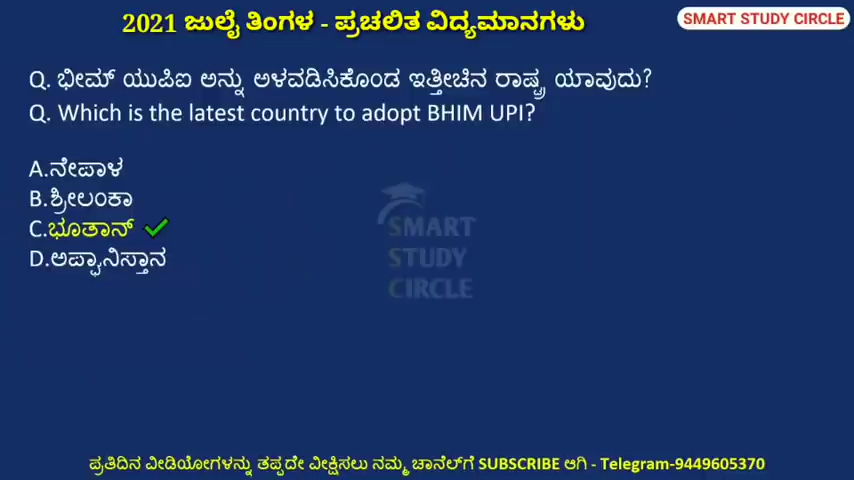 2021 ಜುಲೈ ತಿಂಗಳ - ಪ್ರಚಲಿತ ವಿದ್ಯಮಾನಗಳು
SMART STUDY CIRCLE
Q. ಭೀಮ್ ಯುಪಿಐ ಅನ್ನು ಅಳವಡಿಸಿಕೊಂಡ ಇತ್ತೀಚಿನ ರಾಷ್ಟ್ರ ಯಾವುದು?
Q. Which is the latest country to adopt BHIM UPI?
A.ನೇಪಾಳ
B.ಶ್ರೀಲಂಕಾ
C.ಭೂತಾನ್
D.ಅಫ್ಘಾನಿಸ್ತಾನ
SMART
STUDY
CIRCLE
ಪ್ರತಿದಿನ ವೀಡಿಯೋಗಳನ್ನು ತಪ್ಪದೇ ವೀಕ್ಷಿಸಲು ನಮ್ಮ ಚಾನೆಲ್‌ಗೆ SUBSCRIBE ಆಗಿ - Telegram-9449605370